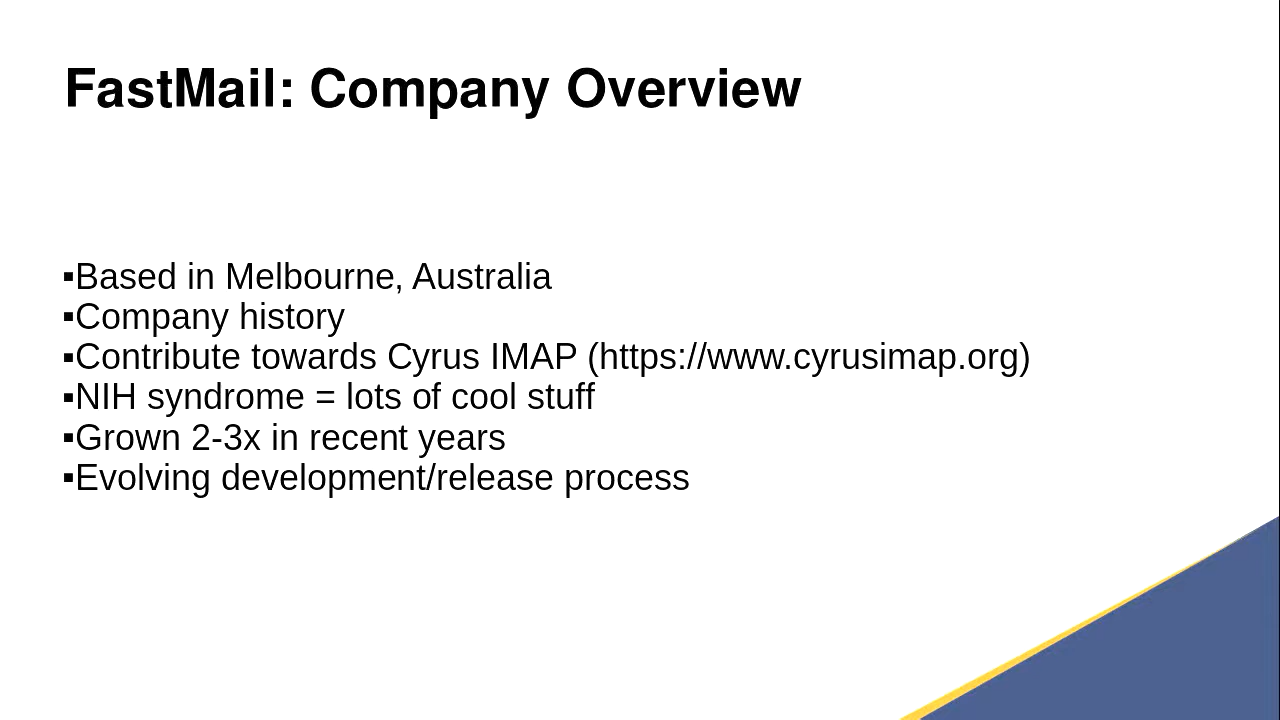 FastMail: Company Overview
▪Based in Melbourne, Australia
▪Company history
▪Contribute towards Cyrus IMAP (https://www.cyrusimap.org)
▪NIH syndrome = lots of cool stuff
▪Grown 2-3x in recent years
▪Evolving development/release process